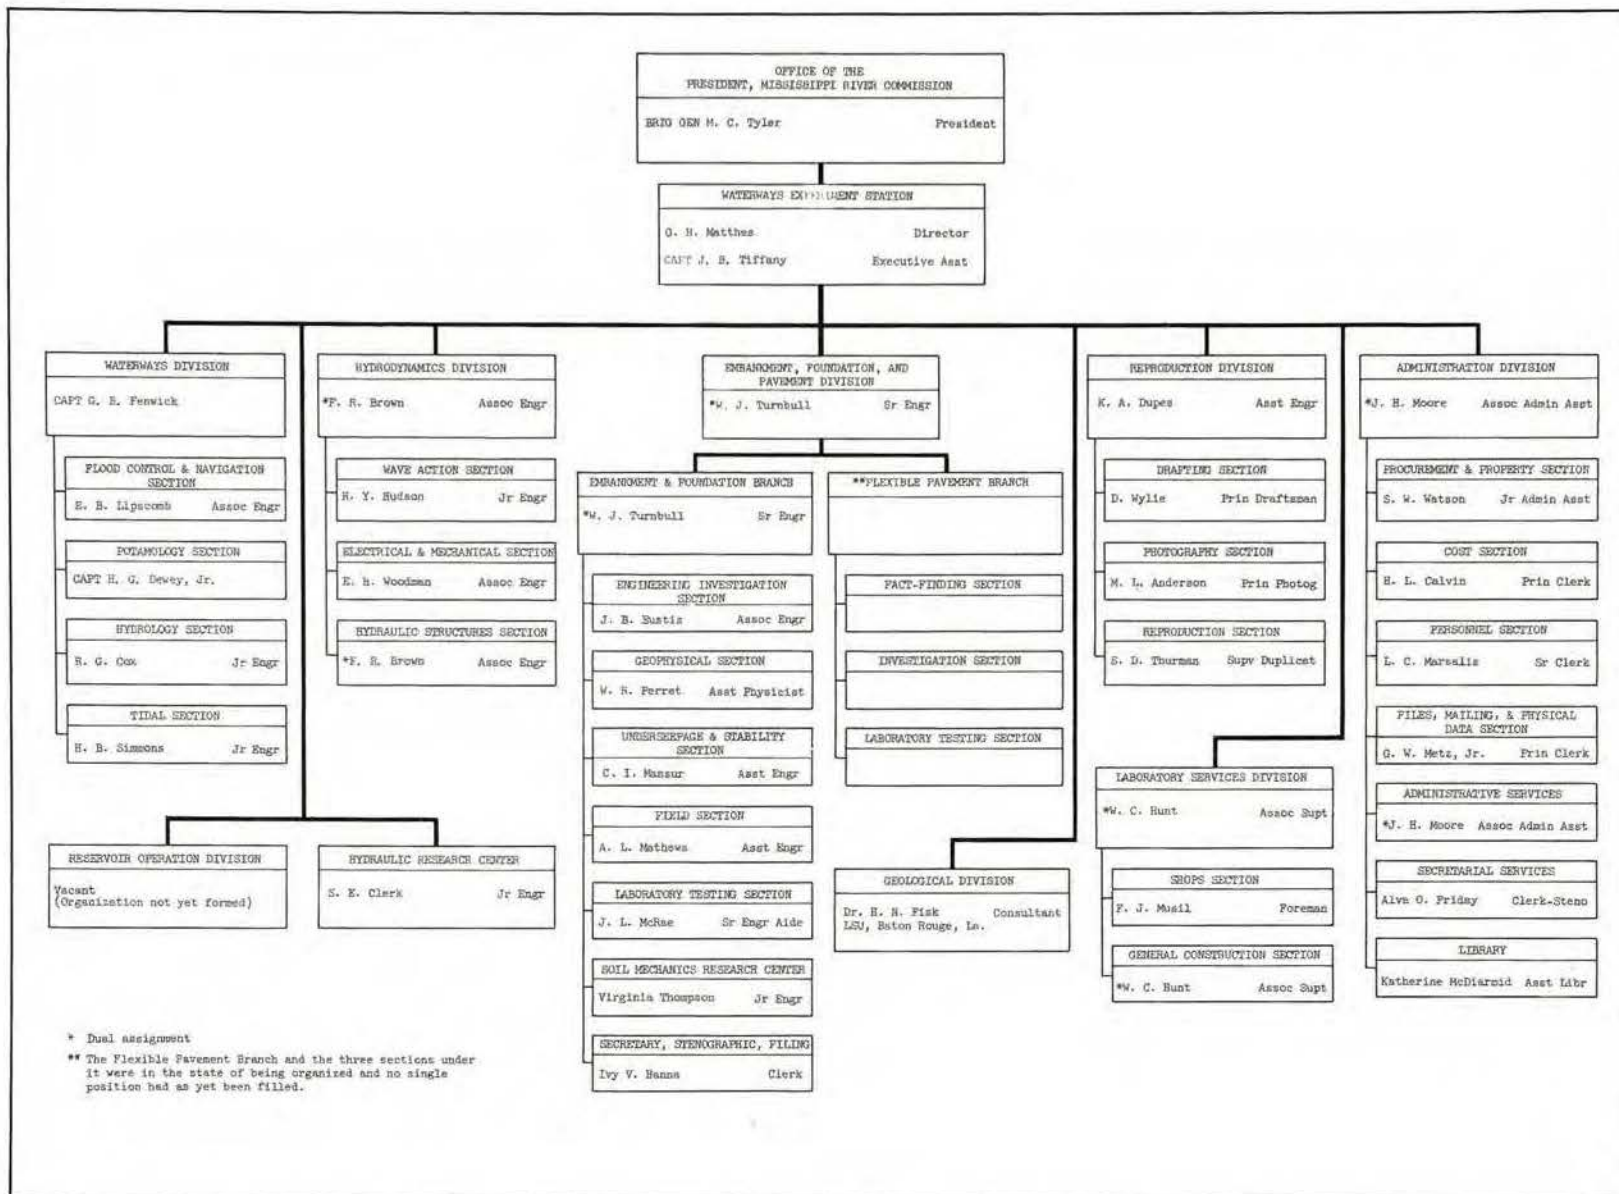 OFFICE OF THE
PRESIDENT, MISSISSIPPI RIVER COMMISSION
BRIG GEN M. C. Tyler President
WATERWAYS EXPERIMENT STATION
G. H. Matthes Director
CAPT J. B. Tiffany Executive Asst
WATERWAYS DIVISION
CAPT G. B. Fenwick
FLOOD CONTROL & NAVIGATION
SECTION
E. B. Lipscomb Assoc Engr
POTAMOLOGY SECTION
CAPT H. G. Dewey, Jr.
HYDROLOGY SECTION
R. G. Cox Jr Engr
TIDAL SECTION
H. B. Simmons Jr Engr
RESERVOIR OPERATION DIVISION
Vacant
(Organization not yet formed)
HYDRODYNAMICS DIVISION
*F. R. Brown Assoc Engr
WAVE ACTION SECTION
R. Y. Hudson Jr Engr
ELECTRICAL & MECHANICAL SECTION
E. H. Woodman Assoc Engr
HYDRAULIC STRUCTURES SECTION
*F. R. Brown Assoc Engr
HYDRAULIC RESEARCH CENTER
S. E. Clerk Jr Engr
EMBANKMENT, FOUNDATION, AND
PAVEMENT DIVISION
*W. J. Turnbull Sr Engr
EMBANKMENT & FOUNDATION BRANCH
*W. J. Turnbull Sr Engr
ENGINEERING INVESTIGATION
SECTION
J. B. Eustis Assoc Engr
GEOPHYSICAL SECTION
W. R. Perret Asst Physicist
UNDERSEEPAGE & STABILITY
SECTION
C. I. Mansur Asst Engr
FIELD SECTION
A. L. Mathews Asst Engr
LABORATORY TESTING SECTION
J. L. McRae Sr Engr Aide
SOIL MECHANICS RESEARCH CENTER
Virginia Thompson Jr Engr
SECRETARY, STENOGRAPHIC, FILING
Ivy V. Hanna Clerk
**FLEXIBLE PAVEMENT BRANCH
FACT-FINDING SECTION
INVESTIGATION SECTION
LABORATORY TESTING SECTION
GEOLOGICAL DIVISION
Dr. H. N. Fisk Consultant
LSU, Baton Rouge, La.
REPRODUCTION DIVISION
K. A. Dupes Asst Engr
DRAFTING SECTION
D. Wylie Prin Draftsman
PHOTOGRAPHY SECTION
M. L. Anderson Prin Photog
REPRODUCTION SECTION
S. D. Thurman Supv Duplicat
LABORATORY SERVICES DIVISION
*W. C. Hunt Assoc Supt
SHOPS SECTION
F. J. Musil Foreman
GENERAL CONSTRUCTION SECTION
*W. C. Hunt Assoc Supt
ADMINISTRATION DIVISION
*J. H. Moore Assoc Admin Asst
PROCUREMENT & PROPERTY SECTION
S. W. Watson Jr Admin Asst
COST SECTION
H. L. Calvin Prin Clerk
PERSONNEL SECTION
L. C. Marsalis Sr Clerk
FILES, MAILING, & PHYSICAL
DATA SECTION
G. W. Metz, Jr. Prin Clerk
ADMINISTRATIVE SERVICES
*J. H. Moore Assoc Admin Asst
SECRETARIAL SERVICES
Alva O. Friday Clerk-Steno
LIBRARY
Katherine McDiarmid Asst Libr
* Dual assignment
** The Flexible Pavement Branch and the three sections under
it were in the state of being organized and no single
position had as yet been filled.